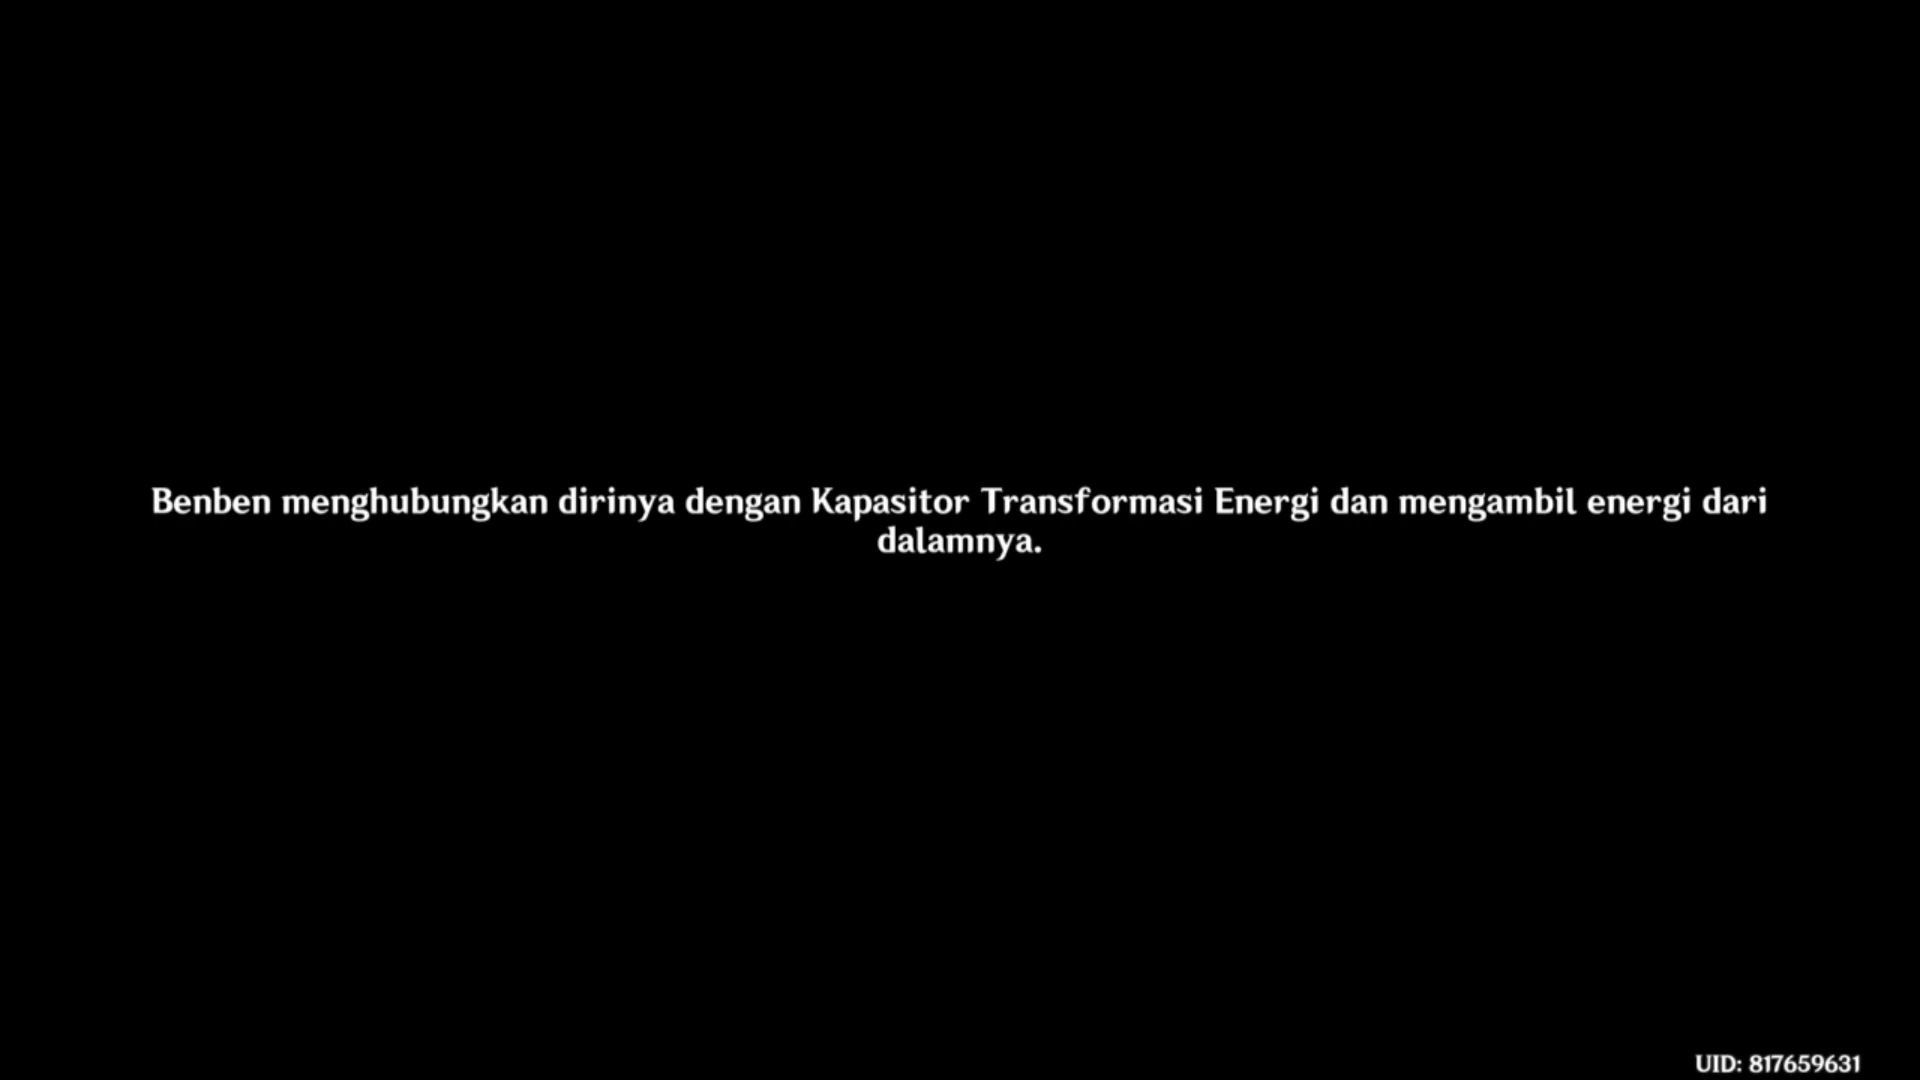 Benben menghubungkan dirinya dengan Kapasitor Transformasi Energi dan mengambil energi dari
dalamnya.
UID: 817659631